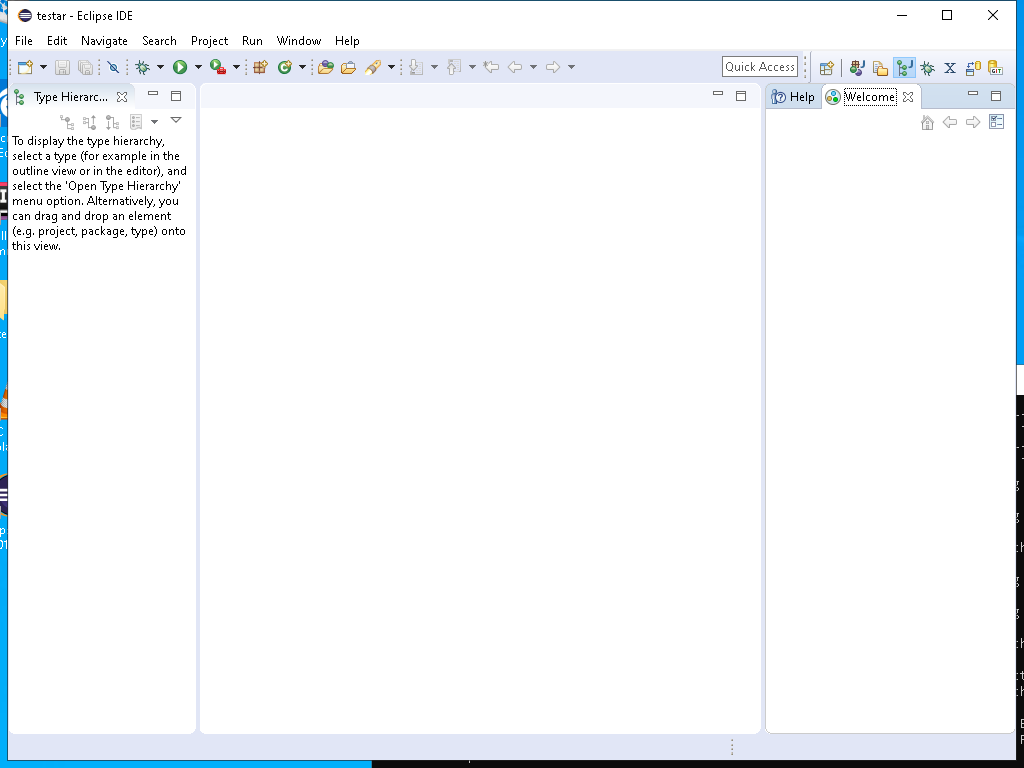 testar - Eclipse IDE
File Edit Navigate Search Project Run Window Help
Quick Access
Type Hierarc...
Help
Welcome
To display the type hierarchy,
select a type (for example in the
outline view or in the editor), and
select the 'Open Type Hierarchy'
menu option. Alternatively, you
can drag and drop an element
(e.g. project, package, type) onto
this view.